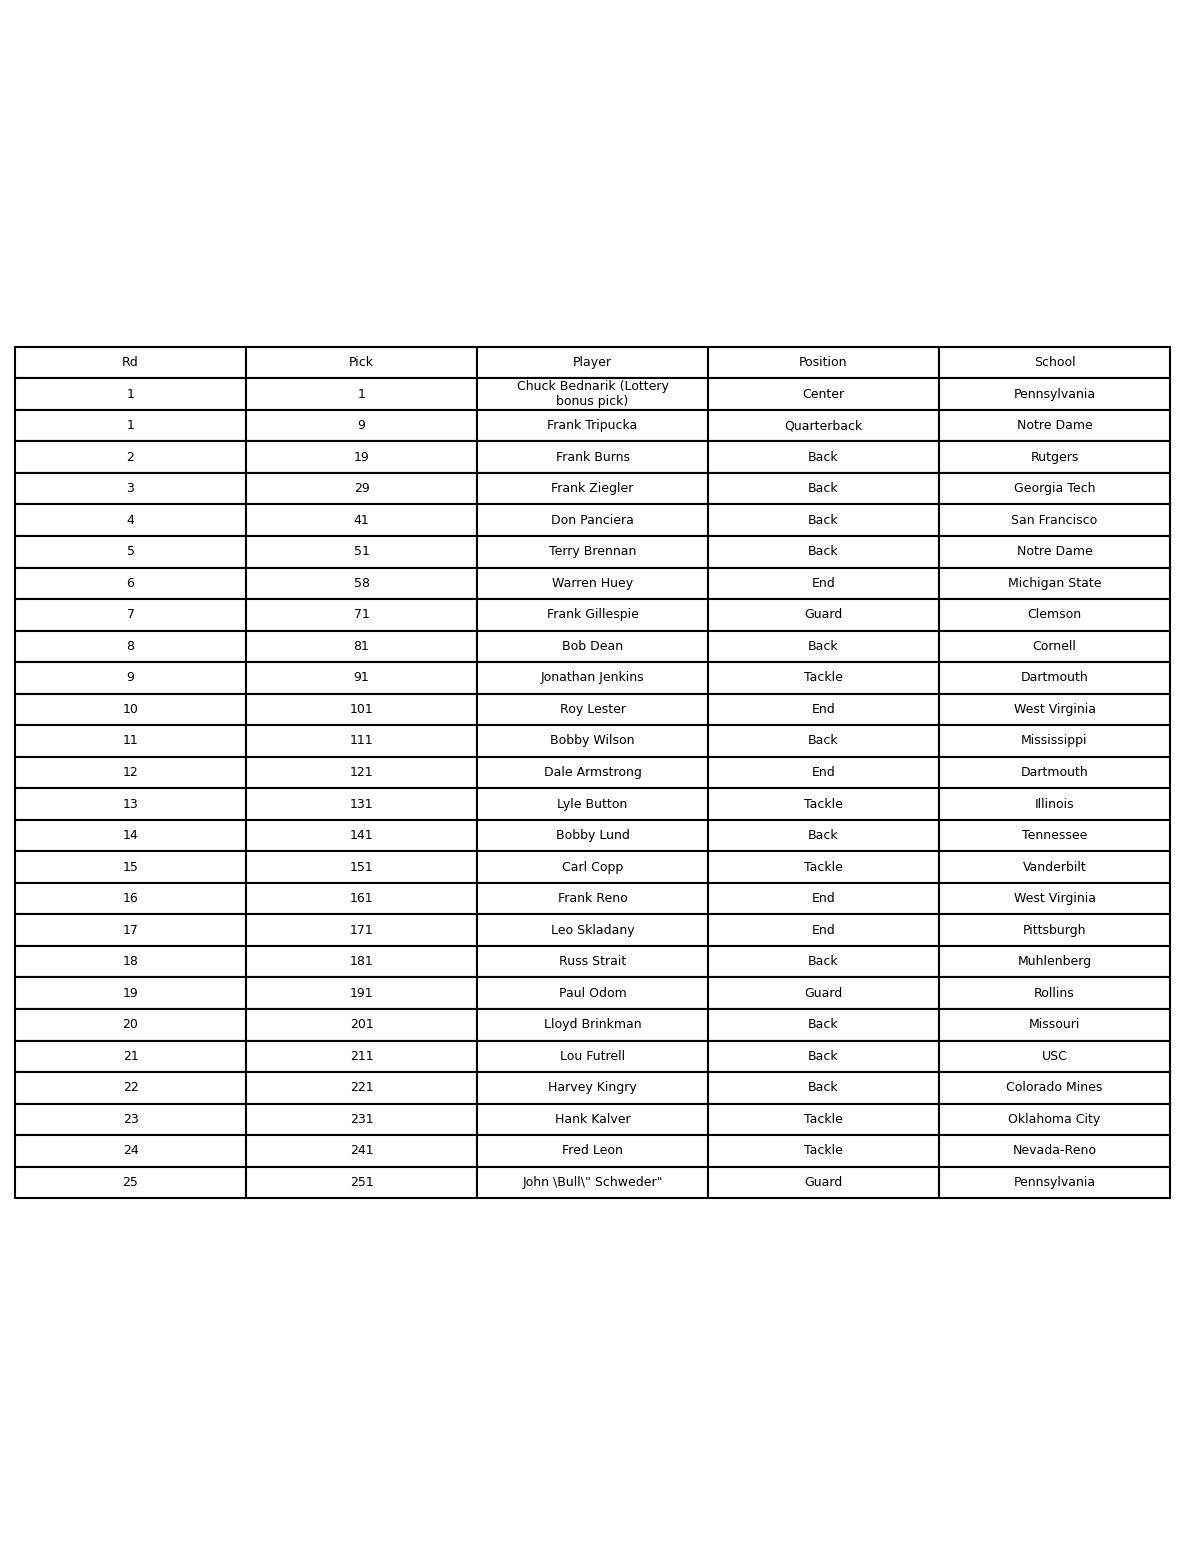 Rd Pick Player Position School
1 1 Chuck Bednarik (Lottery bonus pick) Center Pennsylvania
1 9 Frank Tripucka Quarterback Notre Dame
2 19 Frank Burns Back Rutgers
3 29 Frank Ziegler Back Georgia Tech
4 41 Don Panciera Back San Francisco
5 51 Terry Brennan Back Notre Dame
6 58 Warren Huey End Michigan State
7 71 Frank Gillespie Guard Clemson
8 81 Bob Dean Back Cornell
9 91 Jonathan Jenkins Tackle Dartmouth
10 101 Roy Lester End West Virginia
11 111 Bobby Wilson Back Mississippi
12 121 Dale Armstrong End Dartmouth
13 131 Lyle Button Tackle Illinois
14 141 Bobby Lund Back Tennessee
15 151 Carl Copp Tackle Vanderbilt
16 161 Frank Reno End West Virginia
17 171 Leo Skladany End Pittsburgh
18 181 Russ Strait Back Muhlenberg
19 191 Paul Odom Guard Rollins
20 201 Lloyd Brinkman Back Missouri
21 211 Lou Futrell Back USC
22 221 Harvey Kingry Back Colorado Mines
23 231 Hank Kalver Tackle Oklahoma City
24 241 Fred Leon Tackle Nevada-Reno
25 251 John \Bull\" Schweder" Guard Pennsylvania